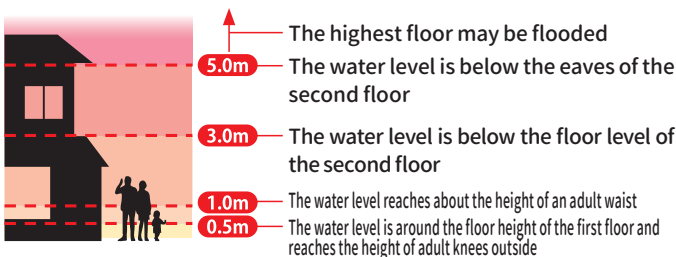 The highest floor may be flooded
5.0m
The water level is below the eaves of the
second floor
3.0m
The water level is below the floor level of
the second floor
1.0m
The water level reaches about the height of an adult waist
0.5m
The water level is around the floor height of the first floor and
reaches the height of adult knees outside